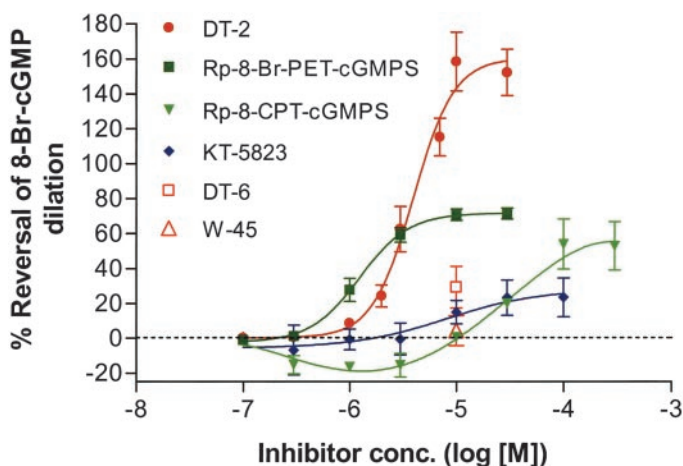 180
160
140
120
100
80
60
40
20
0
-20
% Reversal of 8-Br-cGMP
dilation
DT-2
Rp-8-Br-PET-cGMPS
Rp-8-CPT-cGMPS
KT-5823
DT-6
W-45
-8 -7 -6 -5 -4 -3
Inhibitor conc. (log [M])